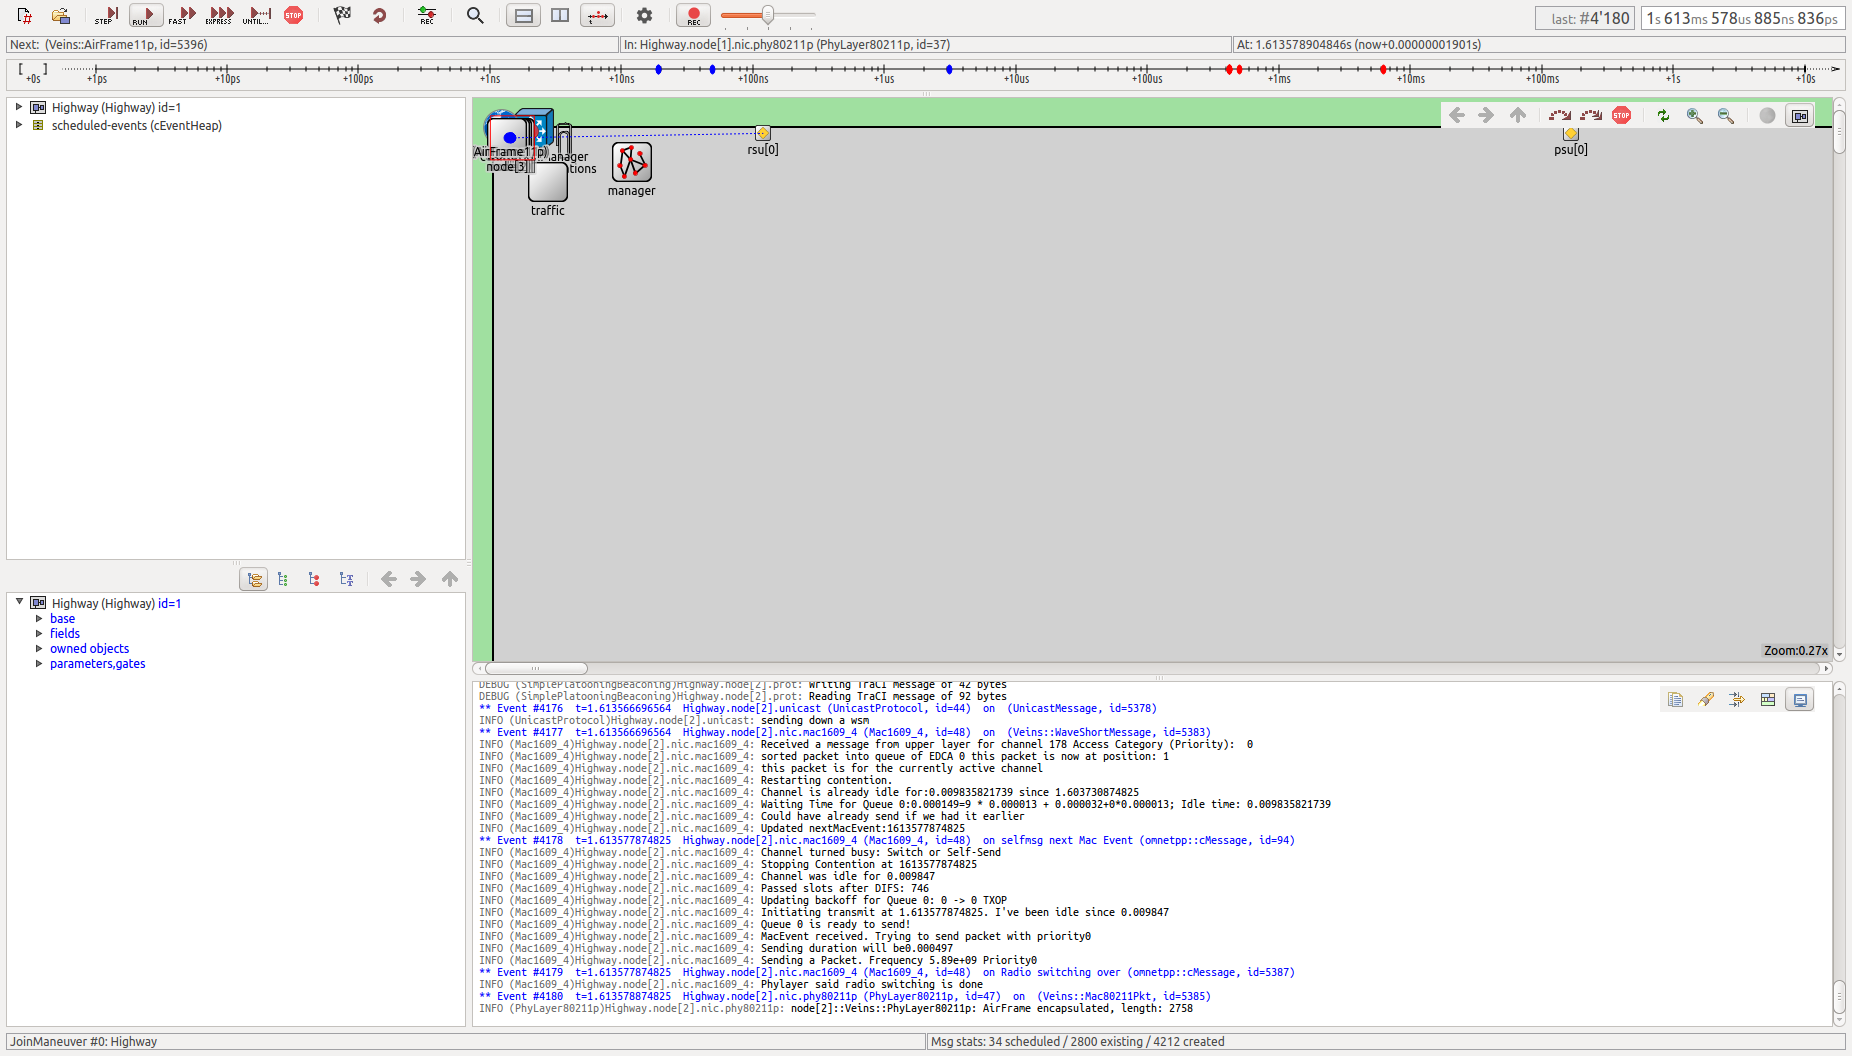 STEP RUN FAST EXPRESS UNTIL... STOP REC REC
last: #4'180
1s 613ms 578us 885ns 836ps
Next: (Veins::AirFrame11p, id=5396)
In: Highway.node[1].nic.phy80211p (PhyLayer80211p, id=37)
At: 1.613578904846s (now+0.00000001901s)
+0s +1ps +10ps +100ps +1ns +10ns +100ns +1us +10us +100us +1ms +10ms +100ms +1s +10s
Highway (Highway) id=1
scheduled-events (cEventHeap)
Highway (Highway) id=1
base
fields
owned objects
parameters,gates
STOP
rsu[0]
psu[0]
(AirFrame11p)
node[3]
manager
traffic
Zoom:0.27x
DEBUG (SimplePlatooningBeaconing)Highway.node[2].prot: Writing TraCI message of 42 bytes
DEBUG (SimplePlatooningBeaconing)Highway.node[2].prot: Reading TraCI message of 92 bytes
** Event #4176  t=1.613566696564  Highway.node[2].unicast (UnicastProtocol, id=44)  on  (UnicastMessage, id=5378)
INFO (UnicastProtocol)Highway.node[2].unicast: sending down a wsm
** Event #4177  t=1.613566696564  Highway.node[2].nic.mac1609_4 (Mac1609_4, id=48)  on  (Veins::WaveShortMessage, id=5383)
INFO (Mac1609_4)Highway.node[2].nic.mac1609_4: Received a message from upper layer for channel 178 Access Category (Priority):  0
INFO (Mac1609_4)Highway.node[2].nic.mac1609_4: sorted packet into queue of EDCA 0 this packet is now at position: 1
INFO (Mac1609_4)Highway.node[2].nic.mac1609_4: this packet is for the currently active channel
INFO (Mac1609_4)Highway.node[2].nic.mac1609_4: Restarting contention.
INFO (Mac1609_4)Highway.node[2].nic.mac1609_4: Channel is already idle for:0.009835821739 since 1.603730874825
INFO (Mac1609_4)Highway.node[2].nic.mac1609_4: Waiting Time for Queue 0:0.000149=9 * 0.000013 + 0.000032+0*0.000013; Idle time: 0.009835821739
INFO (Mac1609_4)Highway.node[2].nic.mac1609_4: Could have already send if we had it earlier
INFO (Mac1609_4)Highway.node[2].nic.mac1609_4: Updated nextMacEvent:1613577874825
** Event #4178  t=1.613577874825  Highway.node[2].nic.mac1609_4 (Mac1609_4, id=48)  on selfmsg next Mac Event (omnetpp::cMessage, id=94)
INFO (Mac1609_4)Highway.node[2].nic.mac1609_4: Channel turned busy: Switch or Self-Send
INFO (Mac1609_4)Highway.node[2].nic.mac1609_4: Stopping Contention at 1613577874825
INFO (Mac1609_4)Highway.node[2].nic.mac1609_4: Channel was idle for 0.009847
INFO (Mac1609_4)Highway.node[2].nic.mac1609_4: Passed slots after DIFS: 746
INFO (Mac1609_4)Highway.node[2].nic.mac1609_4: Updating backoff for Queue 0: 0 -> 0 TXOP
INFO (Mac1609_4)Highway.node[2].nic.mac1609_4: Initiating transmit at 1.613577874825. I've been idle since 0.009847
INFO (Mac1609_4)Highway.node[2].nic.mac1609_4: Queue 0 is ready to send!
INFO (Mac1609_4)Highway.node[2].nic.mac1609_4: MacEvent received. Trying to send packet with priority0
INFO (Mac1609_4)Highway.node[2].nic.mac1609_4: Sending duration will be0.000497
INFO (Mac1609_4)Highway.node[2].nic.mac1609_4: Sending a Packet. Frequency 5.89e+09 Priority0
** Event #4179  t=1.613577874825  Highway.node[2].nic.mac1609_4 (Mac1609_4, id=48)  on Radio switching over (omnetpp::cMessage, id=5387)
INFO (Mac1609_4)Highway.node[2].nic.mac1609_4: Phylayer said radio switching is done
** Event #4180  t=1.613578874825  Highway.node[2].nic.phy80211p (PhyLayer80211p, id=47)  on  (Veins::Mac80211Pkt, id=5385)
INFO (PhyLayer80211p)Highway.node[2].nic.phy80211p: node[2]::Veins::PhyLayer80211p: AirFrame encapsulated, length: 2758
JoinManeuver #0: Highway
Msg stats: 34 scheduled / 2800 existing / 4212 created